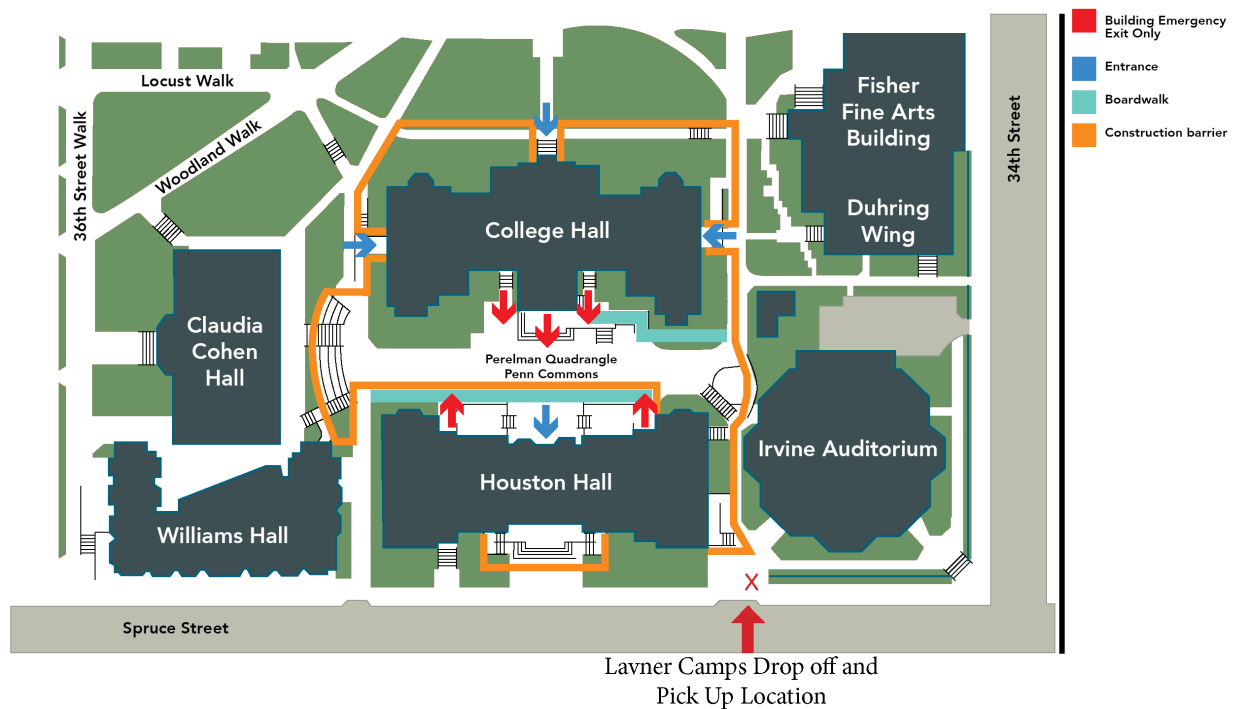 Building Emergency
Exit Only
Entrance
Boardwalk
Construction barrier
Locust Walk
Woodland Walk
36th Street Walk
34th Street
Fisher
Fine Arts
Building
Duhring
Wing
College Hall
Claudia
Cohen
Hall
Perelman Quadrangle
Penn Commons
Irvine Auditorium
Houston Hall
Williams Hall
X
Spruce Street
Lavner Camps Drop off and
Pick Up Location